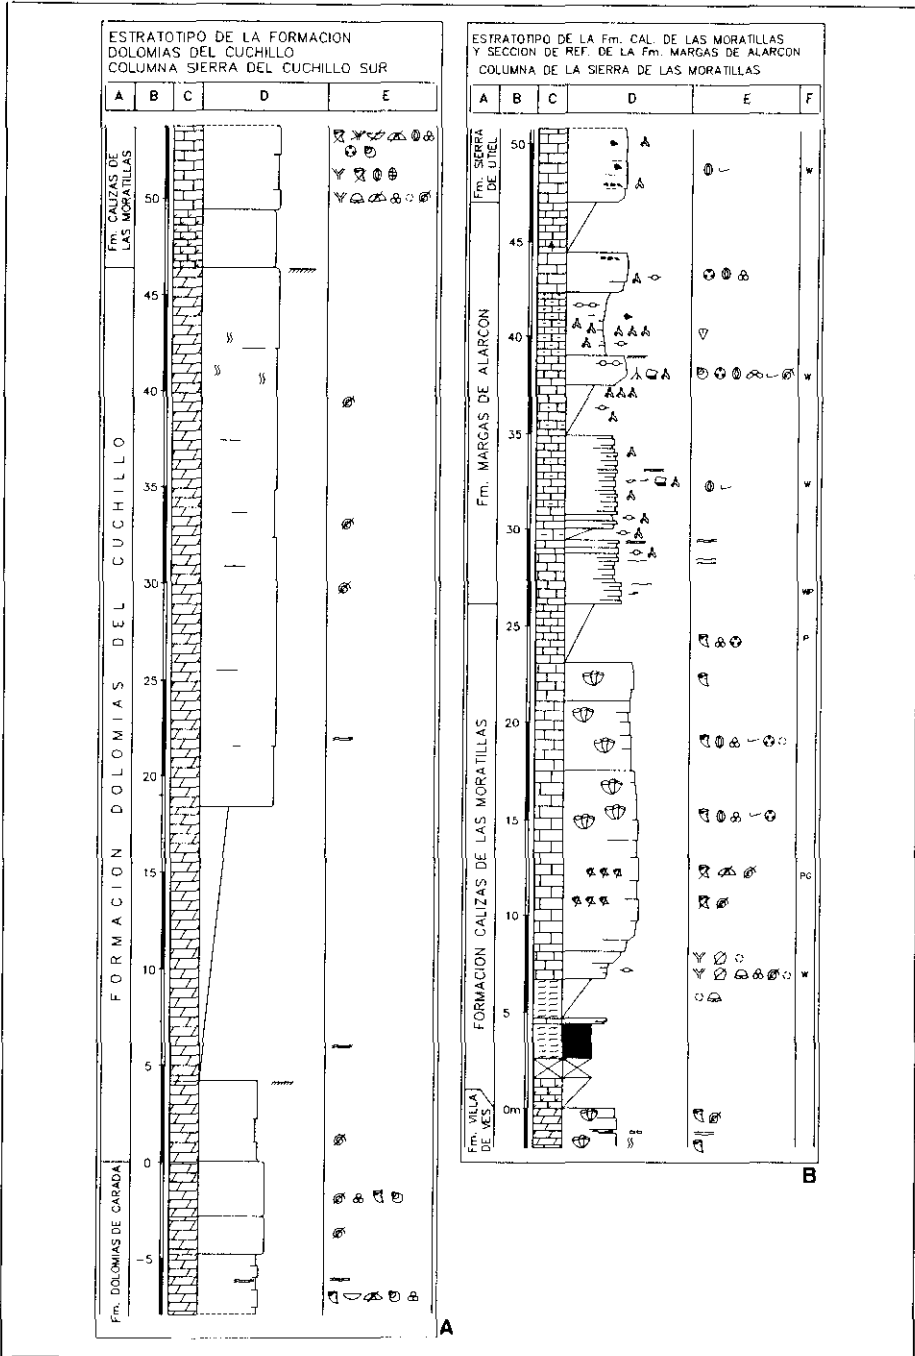 ESTRATOTIPO DE LA FORMACION
DOLOMIAS DEL CUCHILLO
COLUMNA SIERRA DEL CUCHILLO SUR
A B C D E
Fm. CALIZAS DE
LAS MORATILLAS
FORMACION DOLOMIAS DEL CUCHILLO
Fm. DOLOMIAS DE CARADA
50
45
40
35
30
25
20
15
10
5
0
-5
A
ESTRATOTIPO DE LA Fm. CAL. DE LAS MORATILLAS
Y SECCION DE REF. DE LA Fm. MARGAS DE ALARCON
COLUMNA DE LA SIERRA DE LAS MORATILLAS
A B C D E F
Fm. SIERRA
DE UTIEL
Fm. MARGAS DE ALARCON
FORMACION CALIZAS DE LAS MORATILLAS
Fm. VILLA
DE VES
50
45
40
35
30
25
20
15
10
5
0m
W
W
W
WP
P
PG
W
B